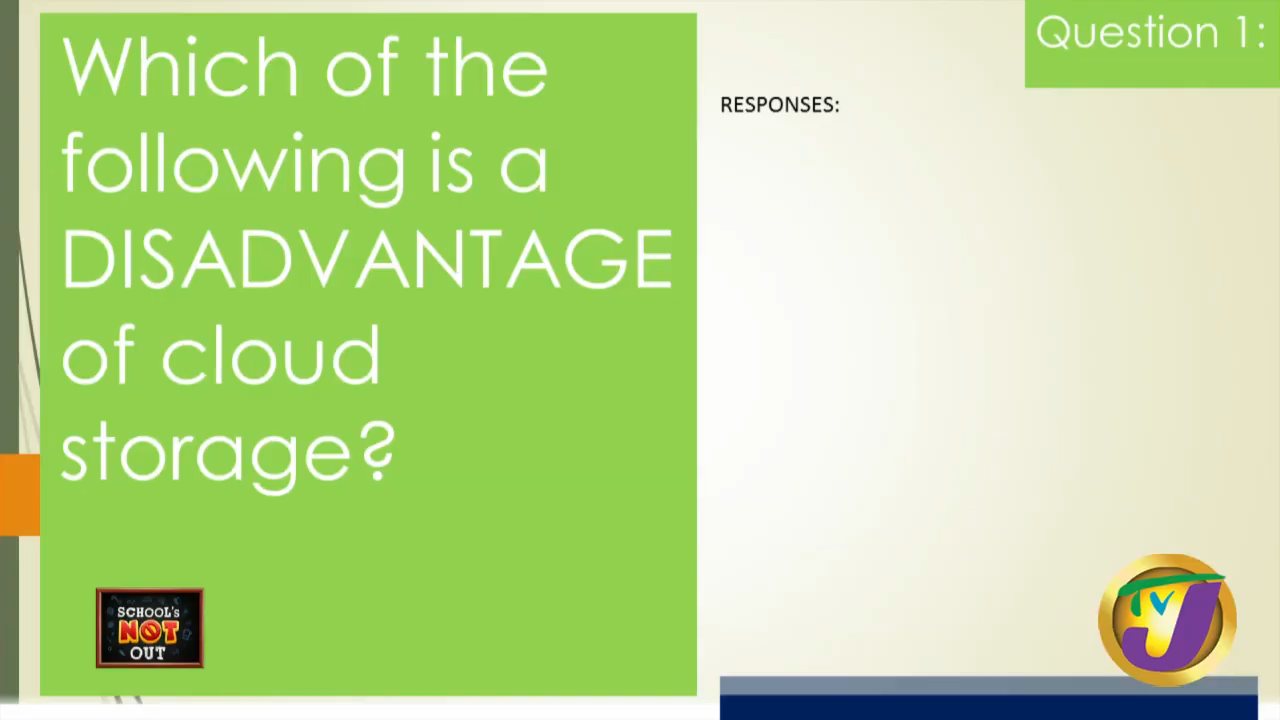 Which of the
following is a
DISADVANTAGE
of cloud
storage?
Question 1:
RESPONSES:
SCHOOL's
NOT
OUT
TVJ